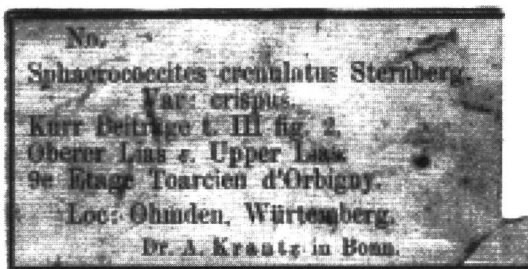 No.
Sphaerococcites crenulatus Sternberg.
Var: crispus.
Kurr Beiträge t. III fig. 2.
Oberer Lias v. Upper Lias.
9e Etage Toarcien d'Orbigny.
Loc: Ohmden, Würtemberg.
Dr. A. Krantz in Bonn.